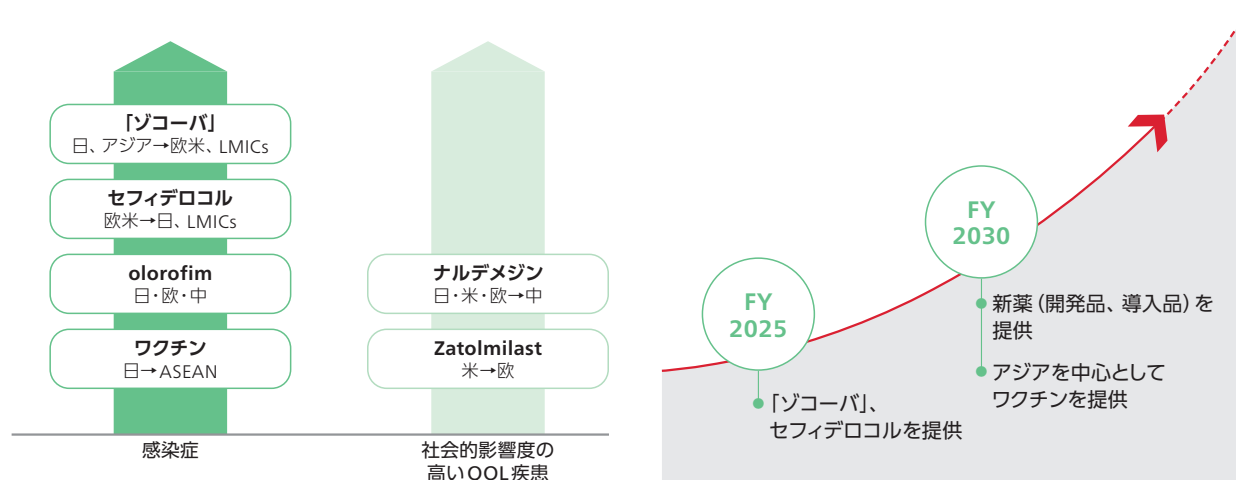 「ゾコーバ」
日、アジア→欧米、LMICs
セフィデロコル
欧米→日、LMICs
olorofim
日・欧・中
ワクチン
日→ASEAN
感染症
ナルデメジン
日・米・欧→中
Zatolmilast
米→欧
社会的影響度の
高いQOL疾患
FY
2025
「ゾコーバ」、
セフィデロコルを提供
FY
2030
新薬（開発品、導入品）を
提供
アジアを中心として
ワクチンを提供